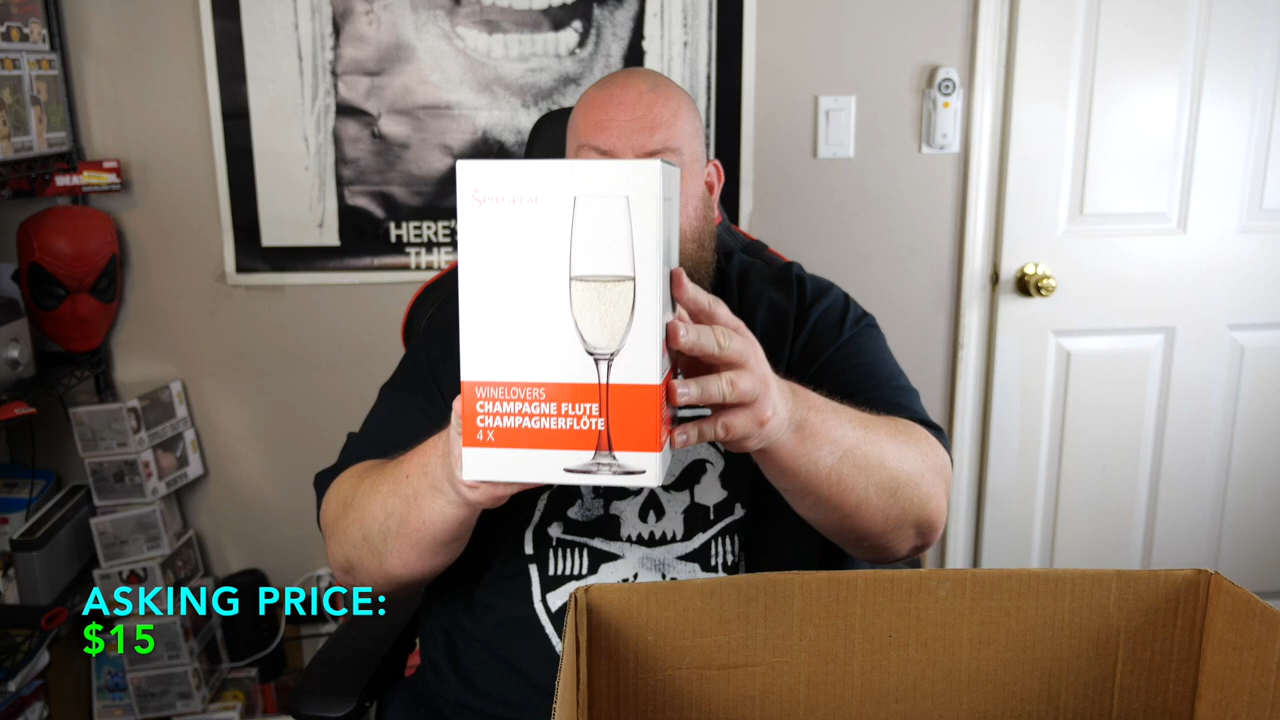 HERE'
THE
SPIEGELAU
WINELOVERS
CHAMPAGNE FLUTE
CHAMPAGNERFLÖTE
4 X
ASKING PRICE:
$15